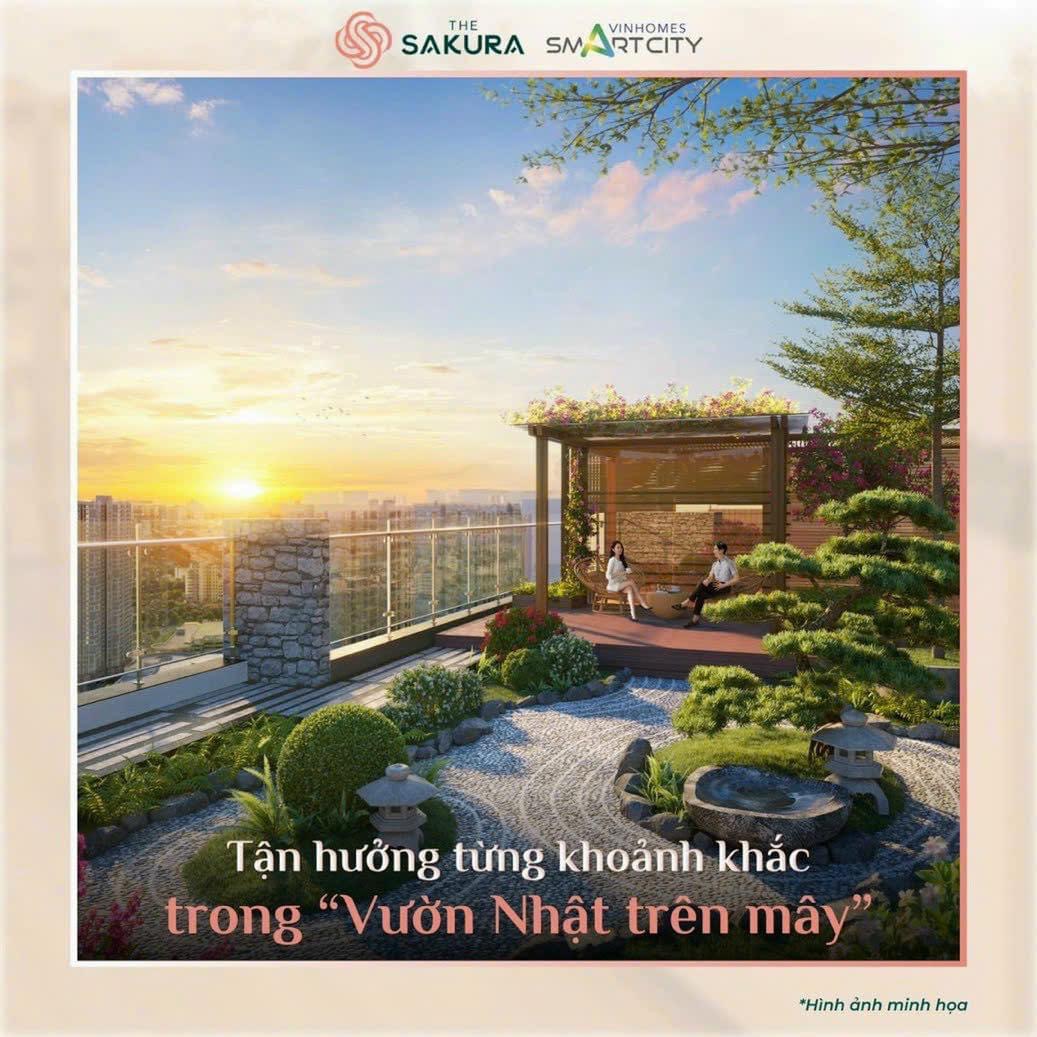 THE
SAKURA
VINHOMES
SMARTCITY
Tận hưởng từng khoảnh khắc
trong “Vườn Nhật trên mây”
*Hình ảnh minh họa